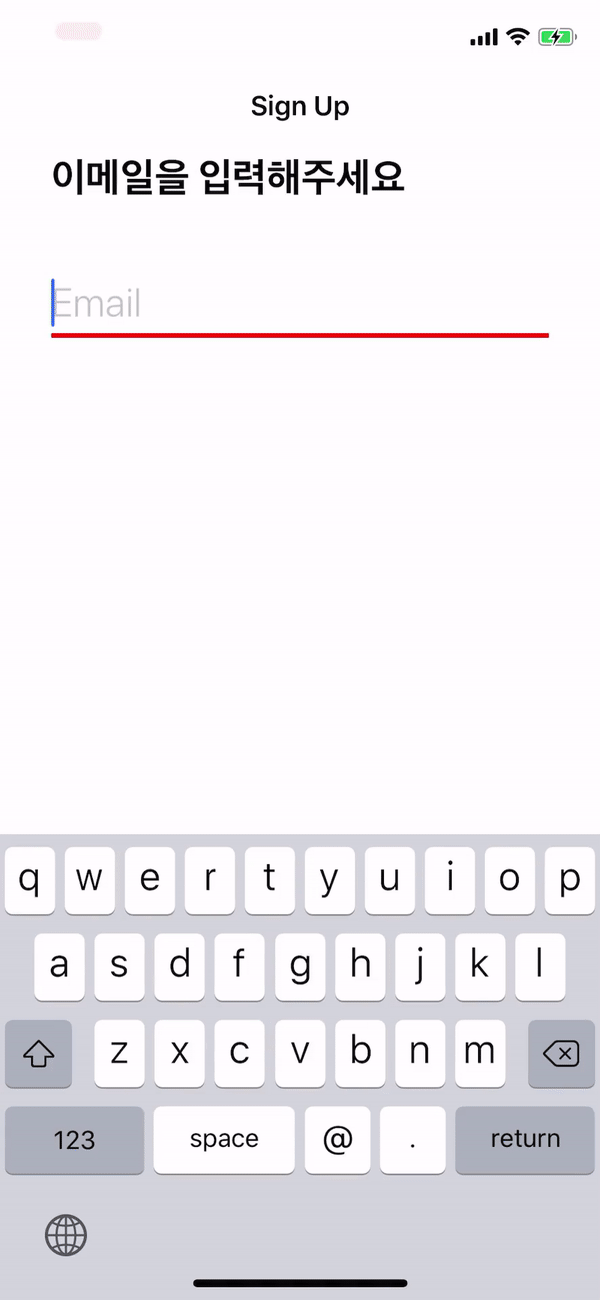 Sign Up
이메일을 입력해주세요
Email
q w e r t y u i o p
a s d f g h j k l
z x c v b n m
123 space @ . return